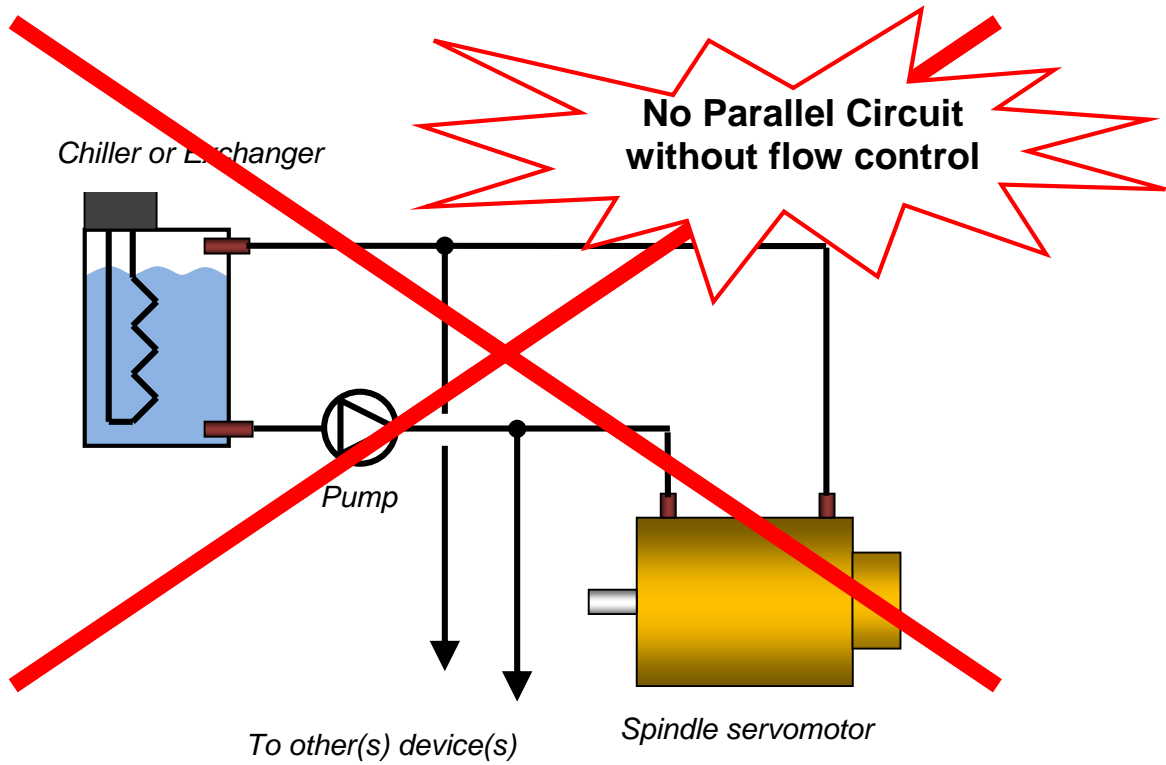 No Parallel Circuit
without flow control
Chiller or Exchanger
Pump
Spindle servomotor
To other(s) device(s)